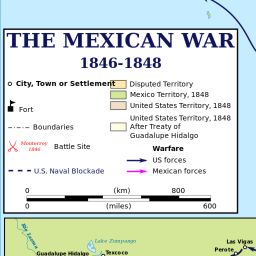 THE MEXICAN WAR
1846-1848
City, Town or Settlement
Fort
Boundaries
Monterrey
1846
Battle Site
U.S. Naval Blockade
Disputed Territory
Mexico Territory, 1848
United States Territory, 1848
United States Territory, 1848
After Treaty of
Guadalupe Hidalgo
Warfare
US forces
Mexican forces
0 (km) 800
0 (miles) 600
Lake Zumpango
Guadalupe Hidalgo
Texcoco
Las Vigas
Perote